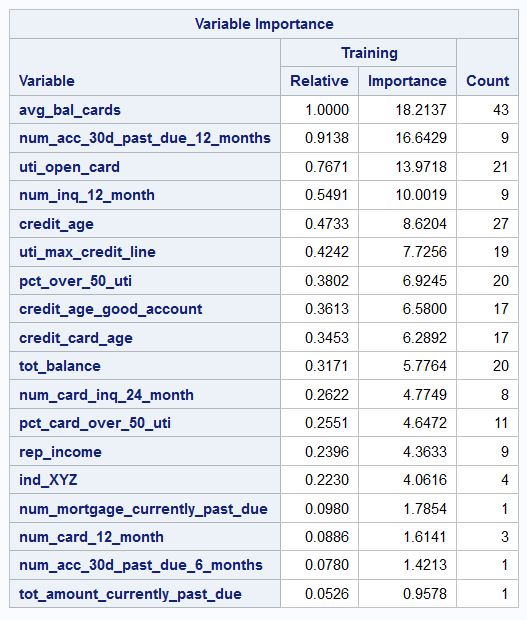 Variable Importance
Training
Variable Relative Importance Count
avg_bal_cards 1.0000 18.2137 43
num_acc_30d_past_due_12_months 0.9138 16.6429 9
uti_open_card 0.7671 13.9718 21
num_inq_12_month 0.5491 10.0019 9
credit_age 0.4733 8.6204 27
uti_max_credit_line 0.4242 7.7256 19
pct_over_50_uti 0.3802 6.9245 20
credit_age_good_account 0.3613 6.5800 17
credit_card_age 0.3453 6.2892 17
tot_balance 0.3171 5.7764 20
num_card_inq_24_month 0.2622 4.7749 8
pct_card_over_50_uti 0.2551 4.6472 11
rep_income 0.2396 4.3633 9
ind_XYZ 0.2230 4.0616 4
num_mortgage_currently_past_due 0.0980 1.7854 1
num_card_12_month 0.0886 1.6141 3
num_acc_30d_past_due_6_months 0.0780 1.4213 1
tot_amount_currently_past_due 0.0526 0.9578 1